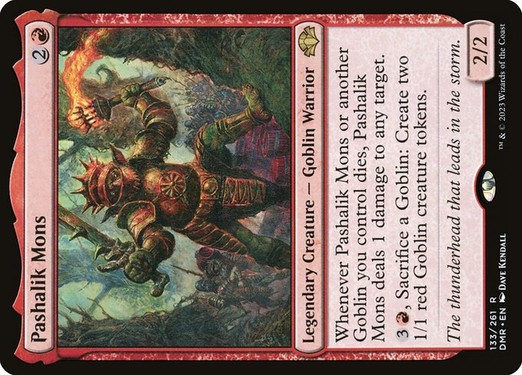 Pashalik Mons
2
Legendary Creature — Goblin Warrior
Whenever Pashalik Mons or another
Goblin you control dies, Pashalik
Mons deals 1 damage to any target.
3, Sacrifice a Goblin: Create two
1/1 red Goblin creature tokens.
The thunderhead that leads in the storm.
2/2
133/261 R
DMR • EN DAVE KENDALL
™ & © 2023 Wizards of the Coast